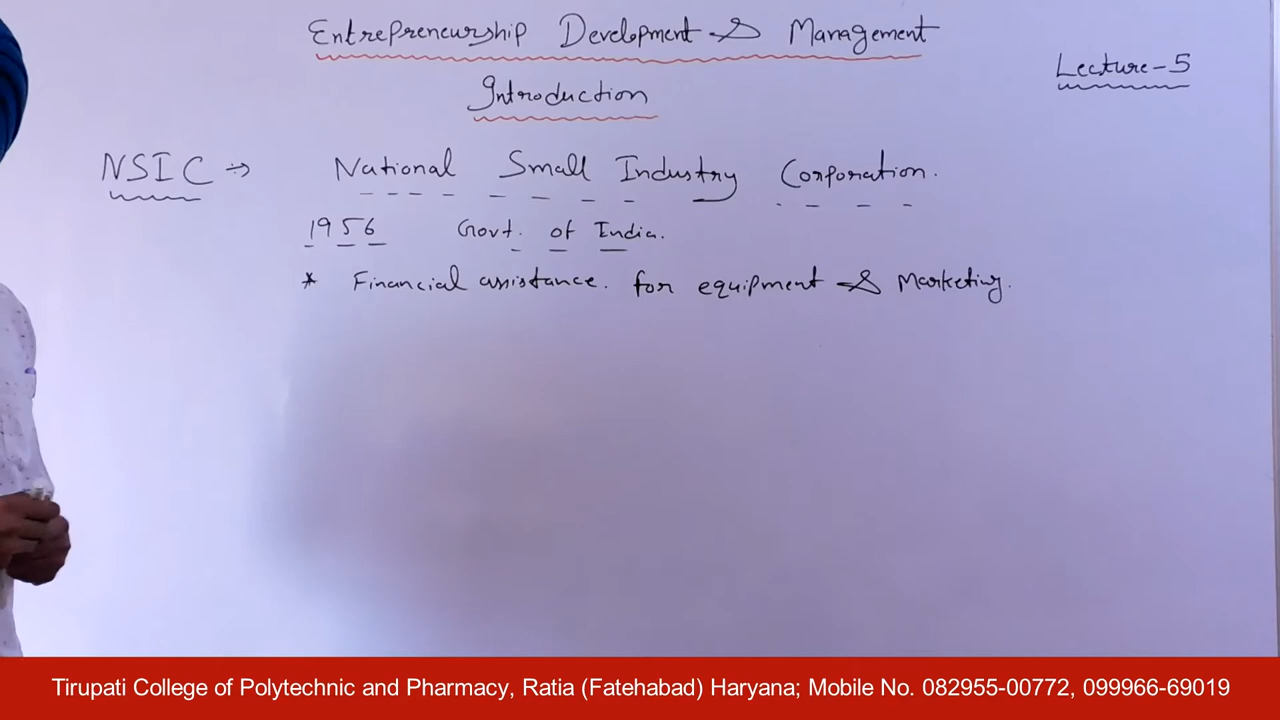 Entrepreneurship Development & Management
Lecture-5
Introduction
NSIC ⇒ National Small Industry Corporation.
1956 Govt. of India.
* Financial assistance. for equipment & Marketing.
Tirupati College of Polytechnic and Pharmacy, Ratia (Fatehabad) Haryana; Mobile No. 082955-00772, 099966-69019